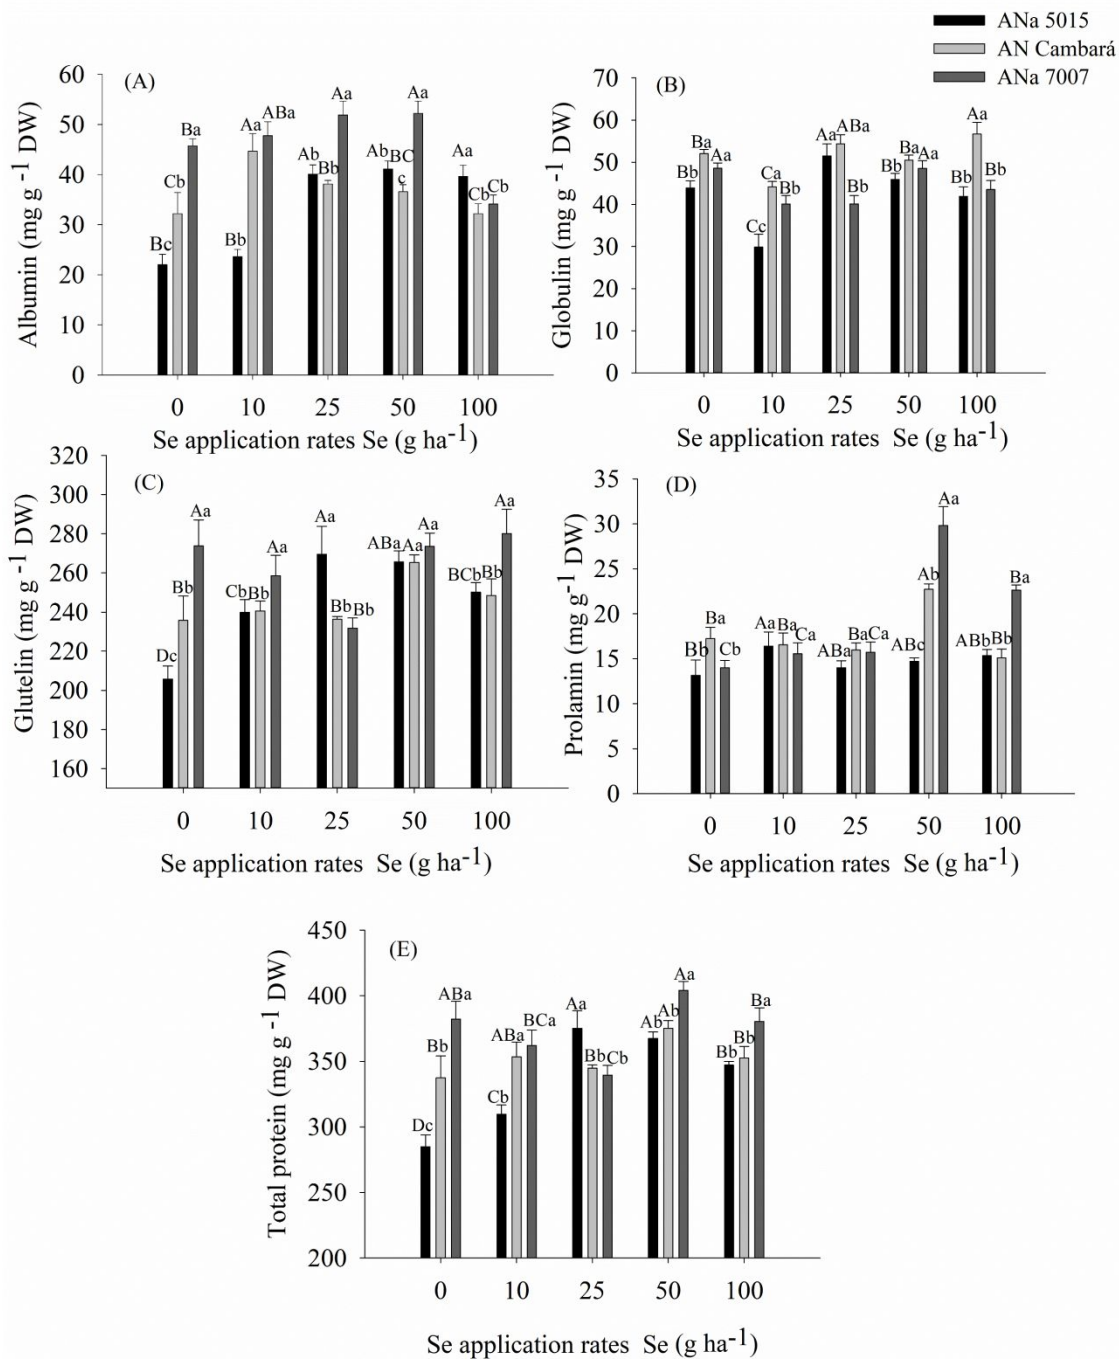 ANa 5015
AN Cambará
ANa 7007
(A)
Albumin (mg g -1 DW)
60
50
40
30
20
10
0
Bc Cb Ba
Bb Aa ABa
Ab Bb Aa
Ab BC c Aa
Aa Cb Cb
0 10 25 50 100
Se application rates Se (g ha-1)
(B)
Globulin (mg g-1 DW)
70
60
50
40
30
20
10
0
Bb Ba Aa
Cc Ca Bb
Aa ABa Bb
Bb Ba Aa
Bb Aa Bb
0 10 25 50 100
Se application rates Se (g ha-1)
(C)
Glutelin (mg g -1 DW)
320
300
280
260
240
220
200
180
160
Dc Bb Aa
Cb Bb Aa
Aa Bb Bb
ABa Aa Aa
BCb Bb Aa
0 10 25 50 100
Se application rates Se (g ha-1)
(D)
Prolamin (mg g-1 DW)
35
30
25
20
15
10
5
0
Bb Ba Cb
Aa Ba Ca
ABa Ba Ca
ABc Ab Aa
ABb Bb Ba
0 10 25 50 100
Se application rates Se (g ha-1)
(E)
Total protein (mg g -1 DW)
450
400
350
300
250
200
Dc Bb ABa
Cb ABa BCa
Aa Bb Cb
Ab Ab Aa
Bb Bb Ba
0 10 25 50 100
Se application rates Se (g ha-1)